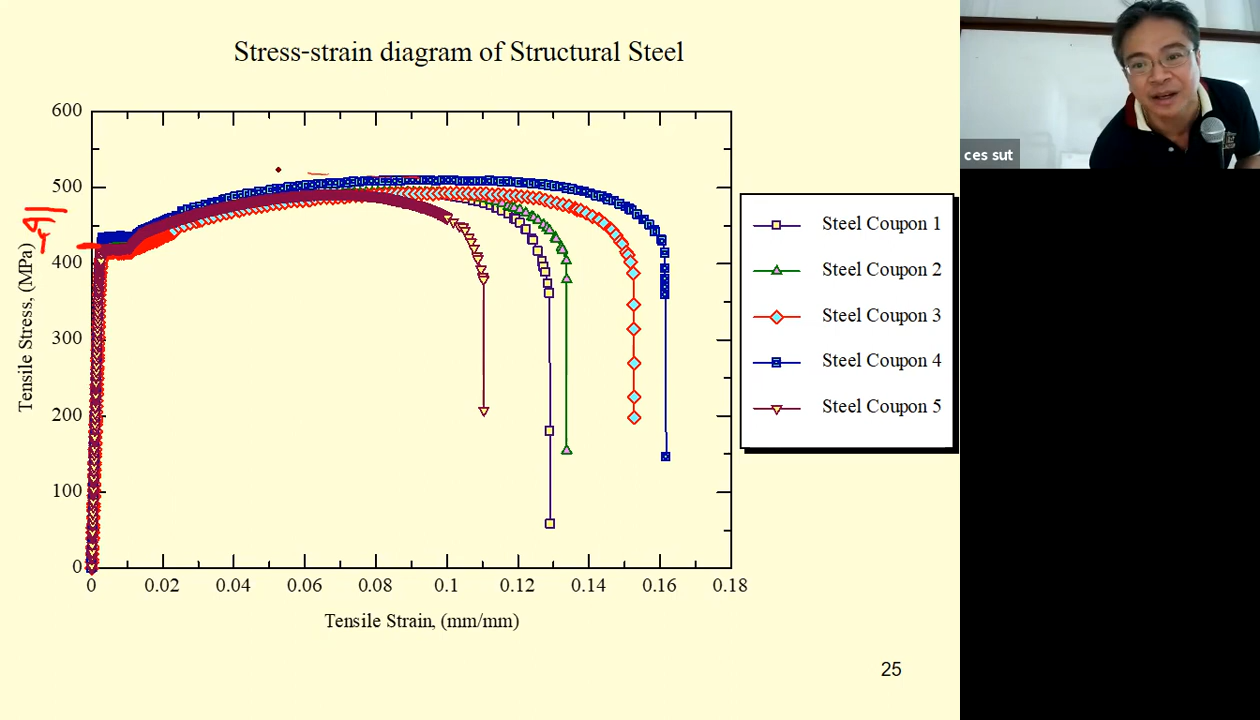 Stress-strain diagram of Structural Steel
600
500
400
300
200
100
0
Tensile Stress, (MPa)
0 0.02 0.04 0.06 0.08 0.1 0.12 0.14 0.16 0.18
Tensile Strain, (mm/mm)
Steel Coupon 1
Steel Coupon 2
Steel Coupon 3
Steel Coupon 4
Steel Coupon 5
25
ces sut